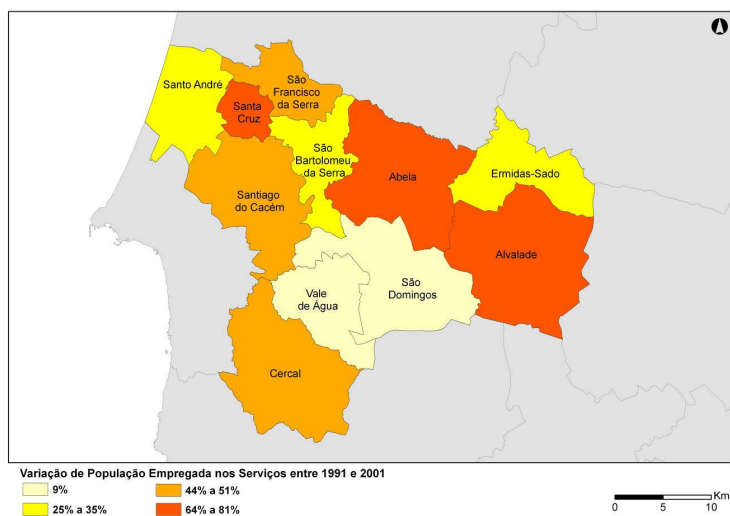 Santo André
São
Francisco
da Serra
Santa
Cruz
São
Bartolomeu
da Serra
Abela
Ermidas-Sado
Santiago
do Cacém
Alvalade
Vale
de Água
São
Domingos
Cercal
Variação de População Empregada nos Serviços entre 1991 e 2001
9%
44% a 51%
25% a 35%
64% a 81%
Km
0 5 10